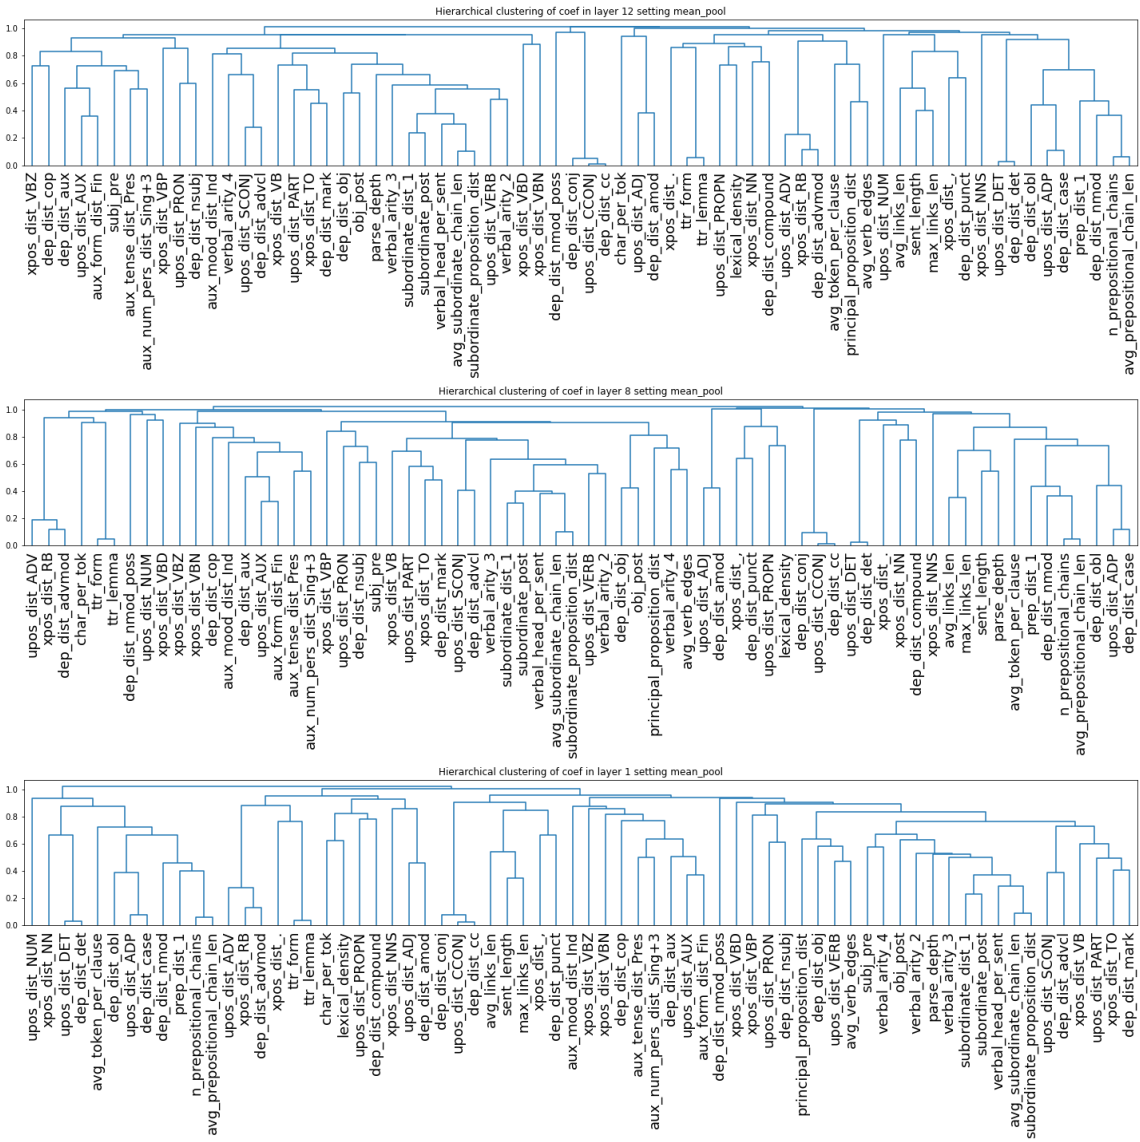 Hierarchical clustering of coef in layer 12 setting mean_pool
1.0
0.8
0.6
0.4
0.2
0.0
xpos_dist_VBZ
dep_dist_cop
dep_dist_aux
upos_dist_AUX
aux_form_dist_Fin
subj_pre
aux_tense_dist_Pres
aux_num_pers_dist_Sing+3
xpos_dist_VBP
upos_dist_PRON
dep_dist_nsubj
aux_mood_dist_Ind
verbal_arity_4
upos_dist_SCONJ
dep_dist_advcl
xpos_dist_VB
upos_dist_PART
xpos_dist_TO
dep_dist_mark
dep_dist_obj
obj_post
parse_depth
verbal_arity_3
subordinate_dist_1
subordinate_post
verbal_head_per_sent
avg_subordinate_chain_len
subordinate_proposition_dist
upos_dist_VERB
verbal_arity_2
xpos_dist_VBD
xpos_dist_VBN
dep_dist_nmod_poss
dep_dist_conj
upos_dist_CCONJ
dep_dist_cc
char_per_tok
upos_dist_ADJ
dep_dist_amod
xpos_dist_.
ttr_form
ttr_lemma
upos_dist_PROPN
lexical_density
xpos_dist_NN
dep_dist_compound
upos_dist_ADV
xpos_dist_RB
dep_dist_advmod
avg_token_per_clause
principal_proposition_dist
avg_verb_edges
upos_dist_NUM
avg_links_len
sent_length
max_links_len
xpos_dist_,
dep_dist_punct
xpos_dist_NNS
upos_dist_DET
dep_dist_det
dep_dist_obl
upos_dist_ADP
dep_dist_case
prep_dist_1
dep_dist_nmod
n_prepositional_chains
avg_prepositional_chain_len
Hierarchical clustering of coef in layer 8 setting mean_pool
1.0
0.8
0.6
0.4
0.2
0.0
upos_dist_ADV
xpos_dist_RB
dep_dist_advmod
char_per_tok
ttr_form
ttr_lemma
dep_dist_nmod_poss
upos_dist_NUM
xpos_dist_VBD
xpos_dist_VBZ
xpos_dist_VBN
dep_dist_cop
aux_mood_dist_Ind
dep_dist_aux
upos_dist_AUX
aux_form_dist_Fin
aux_tense_dist_Pres
aux_num_pers_dist_Sing+3
xpos_dist_VBP
upos_dist_PRON
dep_dist_nsubj
subj_pre
xpos_dist_VB
upos_dist_PART
xpos_dist_TO
dep_dist_mark
upos_dist_SCONJ
dep_dist_advcl
verbal_arity_3
subordinate_dist_1
subordinate_post
verbal_head_per_sent
avg_subordinate_chain_len
subordinate_proposition_dist
upos_dist_VERB
verbal_arity_2
dep_dist_obj
obj_post
principal_proposition_dist
verbal_arity_4
avg_verb_edges
upos_dist_ADJ
dep_dist_amod
xpos_dist_,
dep_dist_punct
upos_dist_PROPN
lexical_density
dep_dist_conj
upos_dist_CCONJ
dep_dist_cc
upos_dist_DET
dep_dist_det
xpos_dist_.
xpos_dist_NN
dep_dist_compound
xpos_dist_NNS
avg_links_len
max_links_len
sent_length
parse_depth
avg_token_per_clause
prep_dist_1
dep_dist_nmod
n_prepositional_chains
avg_prepositional_chain_len
dep_dist_obl
upos_dist_ADP
dep_dist_case
Hierarchical clustering of coef in layer 1 setting mean_pool
1.0
0.8
0.6
0.4
0.2
0.0
upos_dist_NUM
xpos_dist_NN
upos_dist_DET
dep_dist_det
avg_token_per_clause
dep_dist_obl
upos_dist_ADP
dep_dist_case
dep_dist_nmod
prep_dist_1
n_prepositional_chains
avg_prepositional_chain_len
upos_dist_ADV
xpos_dist_RB
dep_dist_advmod
xpos_dist_.
ttr_form
ttr_lemma
char_per_tok
lexical_density
upos_dist_PROPN
dep_dist_compound
xpos_dist_NNS
upos_dist_ADJ
dep_dist_amod
dep_dist_conj
upos_dist_CCONJ
dep_dist_cc
avg_links_len
sent_length
max_links_len
xpos_dist_,
dep_dist_punct
aux_mood_dist_Ind
xpos_dist_VBZ
xpos_dist_VBN
dep_dist_cop
aux_tense_dist_Pres
aux_num_pers_dist_Sing+3
dep_dist_aux
upos_dist_AUX
aux_form_dist_Fin
dep_dist_nmod_poss
xpos_dist_VBD
xpos_dist_VBP
upos_dist_PRON
dep_dist_nsubj
principal_proposition_dist
dep_dist_obj
upos_dist_VERB
avg_verb_edges
subj_pre
verbal_arity_4
obj_post
verbal_arity_2
parse_depth
verbal_arity_3
subordinate_dist_1
subordinate_post
verbal_head_per_sent
avg_subordinate_chain_len
subordinate_proposition_dist
upos_dist_SCONJ
dep_dist_advcl
xpos_dist_VB
upos_dist_PART
xpos_dist_TO
dep_dist_mark